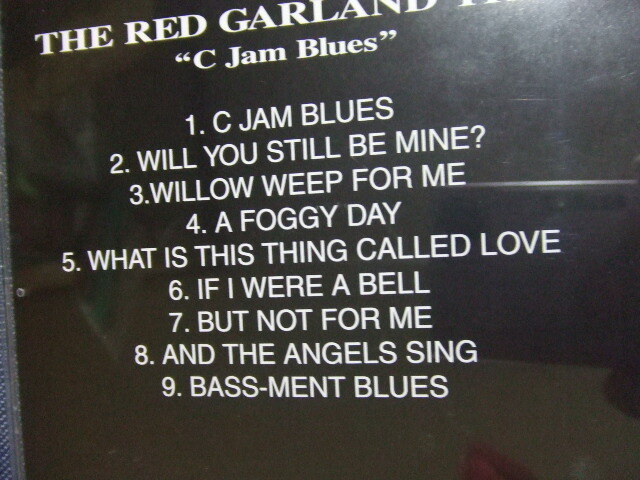 THE RED GARLAND
"C Jam Blues"
1. C JAM BLUES
2. WILL YOU STILL BE MINE?
3.WILLOW WEEP FOR ME
4. A FOGGY DAY
5. WHAT IS THIS THING CALLED LOVE
6. IF I WERE A BELL
7. BUT NOT FOR ME
8. AND THE ANGELS SING
9. BASS-MENT BLUES